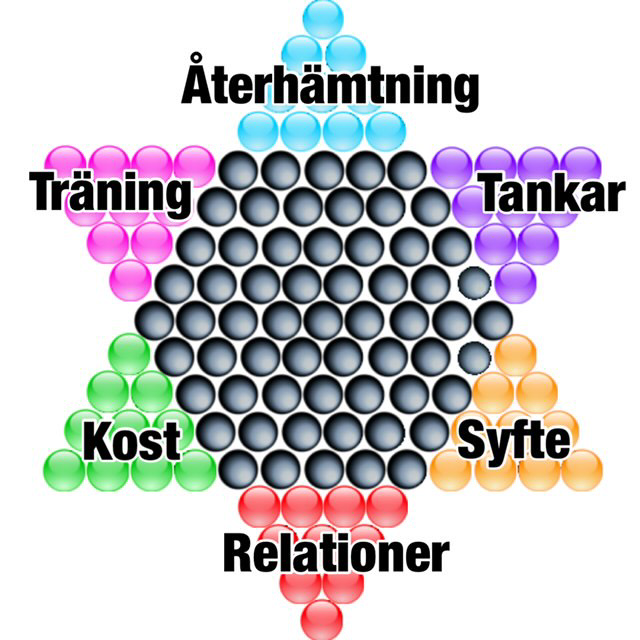 Återhämtning
Träning
Tankar
Kost
Syfte
Relationer